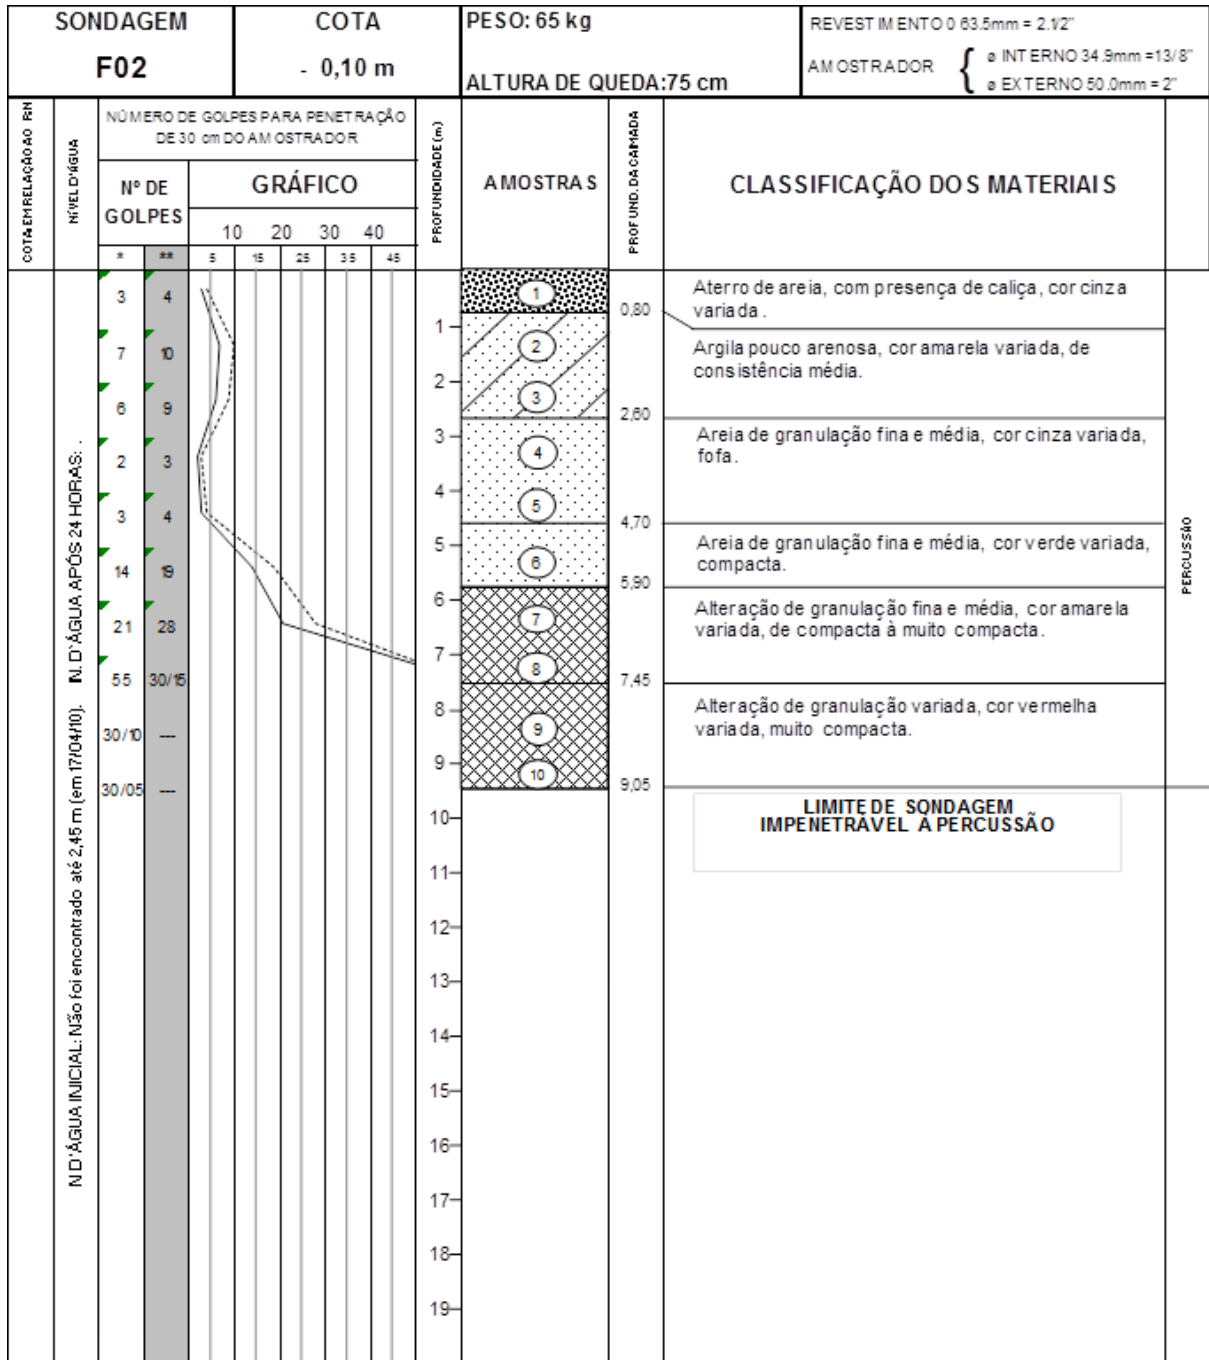 SONDAGEM
F02
COTA
- 0,10 m
PESO: 65 kg
ALTURA DE QUEDA:75 cm
REVESTIMENTO 0 63.5mm = 2.1/2"
AMOSTRADOR {
ø INTERNO 34.9mm =13/8"
ø EXTERNO 50.0mm = 2"
COTA EM RELAÇÃO AO RN
NÍVEL D'ÁGUA
NÚMERO DE GOLPES PARA PENETRAÇÃO
DE 30 cm DO AMOSTRADOR
Nº DE
GOLPES
GRÁFICO
10 20 30 40
* ** 5 15 25 35 45
PROFUNDIDADE (m)
AMOSTRAS
PROFUND. DA CAMADA
CLASSIFICAÇÃO DOS MATERIAIS
N.D'ÁGUA INICIAL: Não foi encontrado até 2,45 m (em 17/04/10). N. D'ÁGUA APÓS 24 HORAS: .
3 4
7 10
6 9
2 3
3 4
14 19
21 28
55 30/15
30/10 ---
30/05 ---
1
2
3
4
5
6
7
8
9
10
11
12
13
14
15
16
17
18
19
1
2
3
4
5
6
7
8
9
10
0,80
2,60
4,70
5,90
7,45
9,05
Aterro de areia, com presença de caliça, cor cinza
variada .
Argila pouco arenosa, cor amarela variada, de
consistência média.
Areia de granulação fina e média, cor cinza variada,
fofa.
Areia de granulação fina e média, cor verde variada,
compacta.
Alteração de granulação fina e média, cor amarela
variada, de compacta à muito compacta.
Alteração de granulação variada, cor vermelha
variada, muito compacta.
LIMITE DE SONDAGEM
IMPENETRÁVEL À PERCUSSÃO
PERCUSSÃO